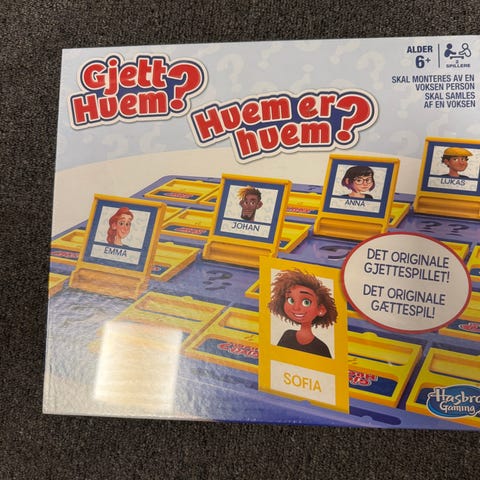 Gjett
Hvem?
Hvem er
hvem?
ALDER
6+
2
SPILLERE
SKAL MONTERES AV EN
VOKSEN PERSON
SKAL SAMLES
AF EN VOKSEN
LUKAS
ANNA
JOHAN
EMMA
DET ORIGINALE
GJETTESPILLET!
DET ORIGINALE
GÆTTESPIL!
SOFIA
Hasbro
Gaming